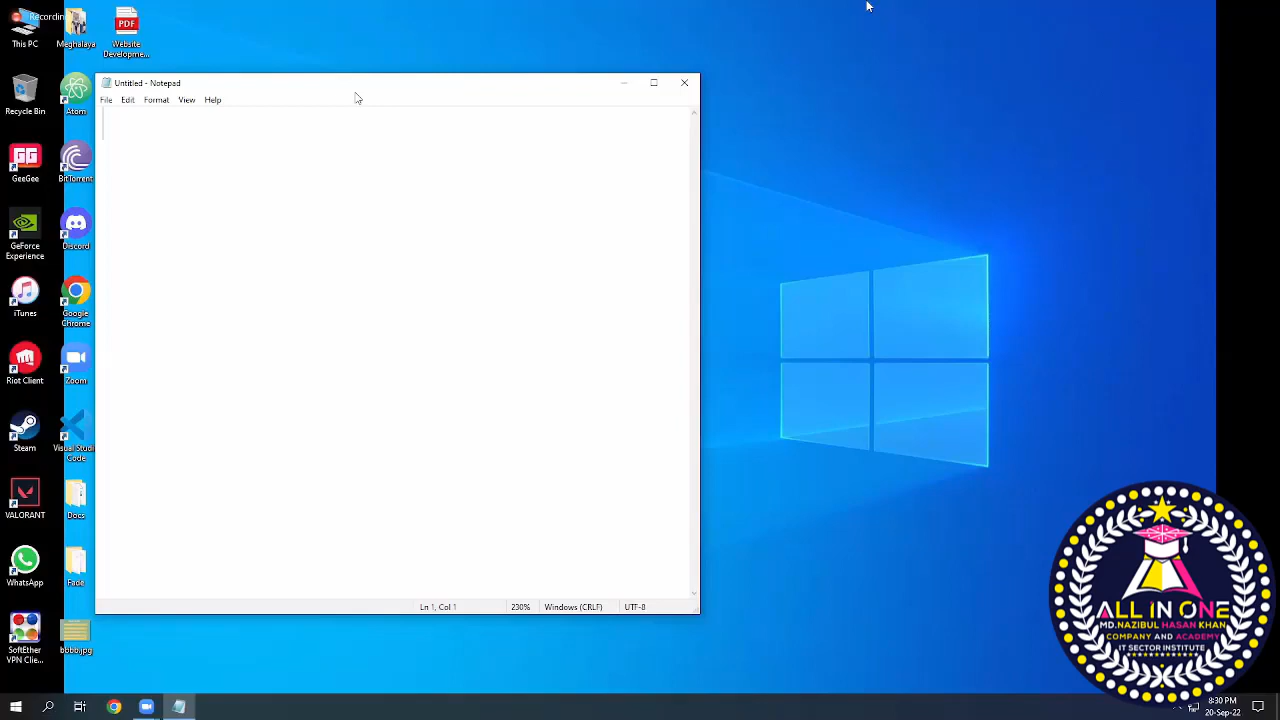 Recording
This PC
Meghalaya
PDF
Website
Developme...
Untitled - Notepad
File Edit Format View Help
Recycle Bin
Atom
GG
GeeGee
BitTorrent
GeForce
Experience
Discord
iTunes
Google
Chrome
Riot Client
Zoom
Steam
Visual Studio
Code
VALORANT
Docs
WhatsApp
Fade
SoftEther
VPN Clie...
bbbb.jpg
Ln 1, Col 1
230%
Windows (CRLF)
UTF-8
ALL IN ONE
MD.NAZIBUL HASAN KHAN
COMPANY AND ACADEMY
IT SECTOR INSTITUTE
8:30 PM
20-Sep-22